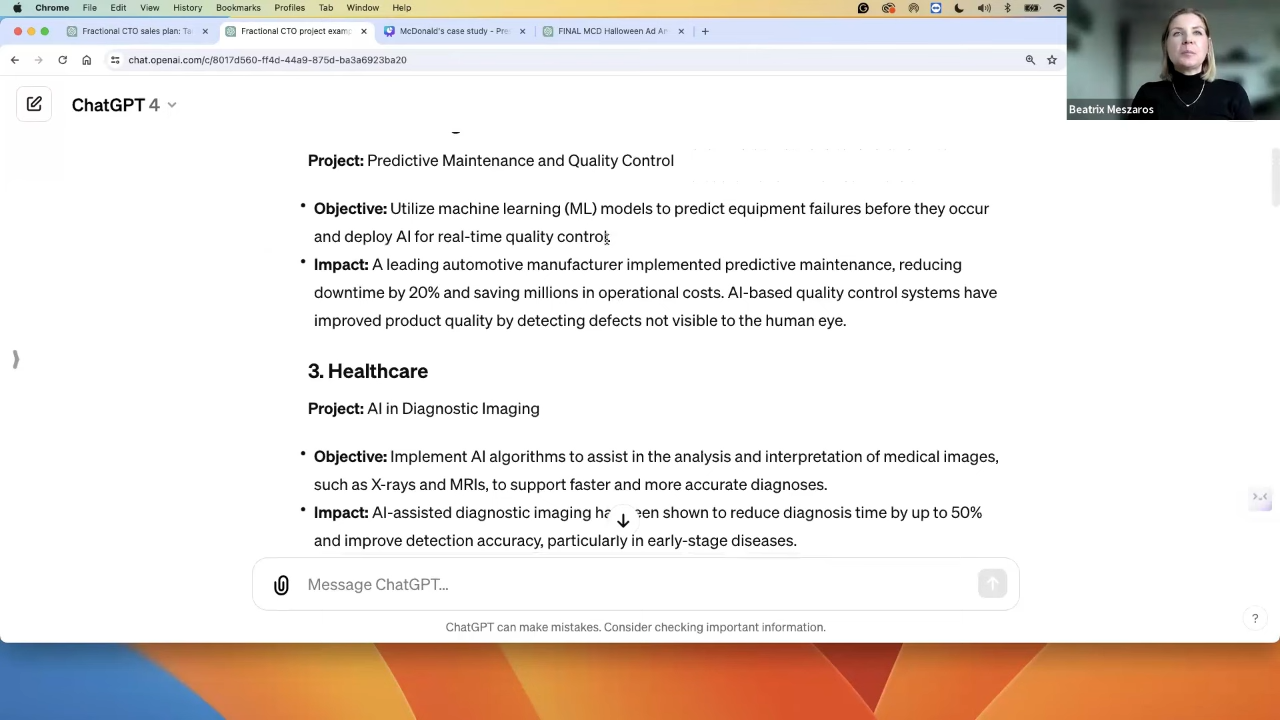 Chrome File Edit View History Bookmarks Profiles Tab Window Help
Fractional CTO sales plan: Ta
Fractional CTO project exam
McDonald's case study - Pre
FINAL MCD Halloween Ad An
chat.openai.com/c/8017d560-ff4d-44a9-875d-ba3a6923ba20
Beatrix Meszaros
ChatGPT 4
Project: Predictive Maintenance and Quality Control
• Objective: Utilize machine learning (ML) models to predict equipment failures before they occur
and deploy AI for real-time quality control.
• Impact: A leading automotive manufacturer implemented predictive maintenance, reducing
downtime by 20% and saving millions in operational costs. AI-based quality control systems have
improved product quality by detecting defects not visible to the human eye.
3. Healthcare
Project: AI in Diagnostic Imaging
• Objective: Implement AI algorithms to assist in the analysis and interpretation of medical images,
such as X-rays and MRIs, to support faster and more accurate diagnoses.
• Impact: AI-assisted diagnostic imaging has been shown to reduce diagnosis time by up to 50%
and improve detection accuracy, particularly in early-stage diseases.
Message ChatGPT…
ChatGPT can make mistakes. Consider checking important information.
?